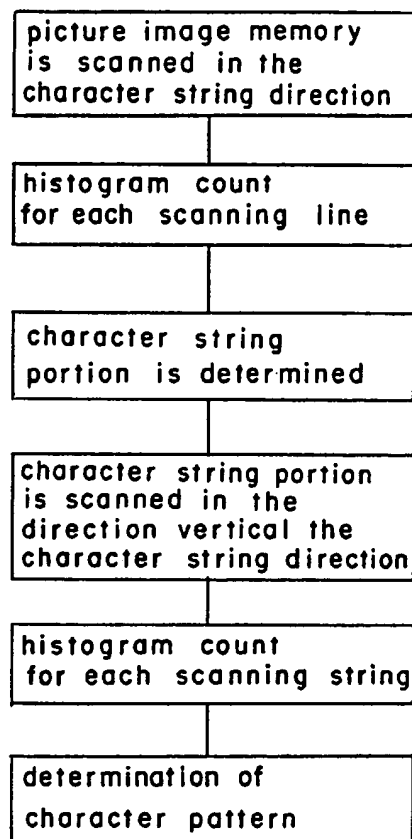 picture image memory
is scanned in the
character string direction
histogram count
for each scanning line
character string
portion is determined
character string portion
is scanned in the
direction vertical the
character string direction
histogram count
for each scanning string
determination of
character pattern